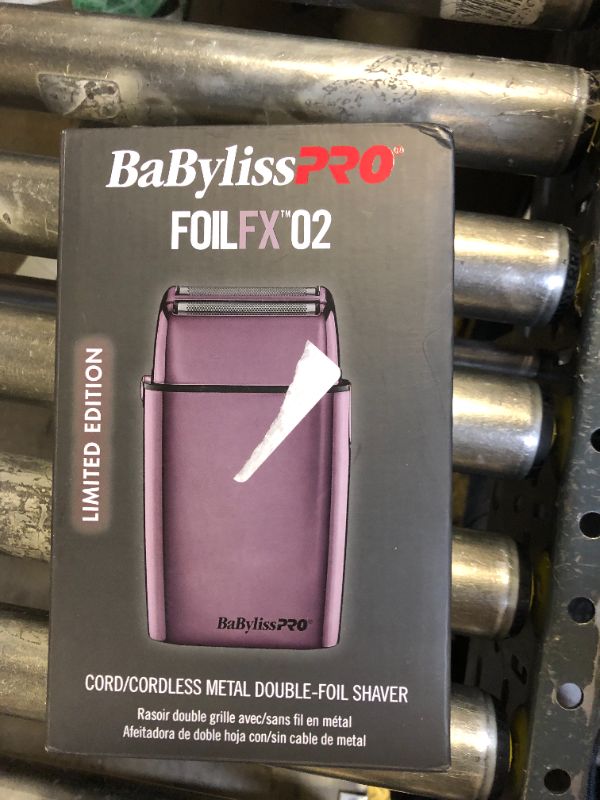 BaBylissPRO®
FOILFX™02
LIMITED EDITION
BaBylissPRO®
CORD/CORDLESS METAL DOUBLE-FOIL SHAVER
Rasoir double grille avec/sans fil en métal
Afeitadora de doble hoja con/sin cable de metal